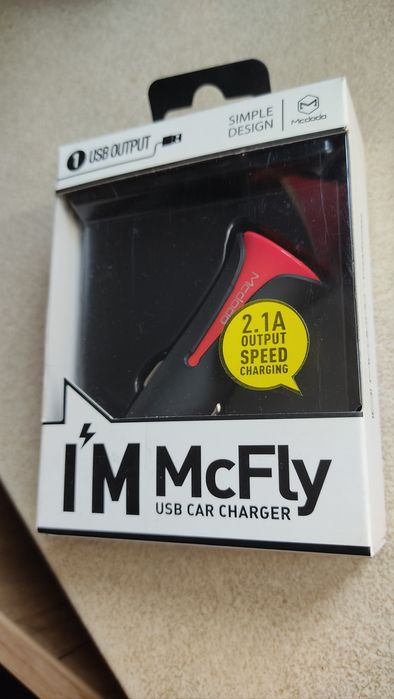 1 USB OUTPUT
SIMPLE
DESIGN
Mcdodo
Mcdodo
2.1A
OUTPUT
SPEED
CHARGING
I'M McFly
USB CAR CHARGER